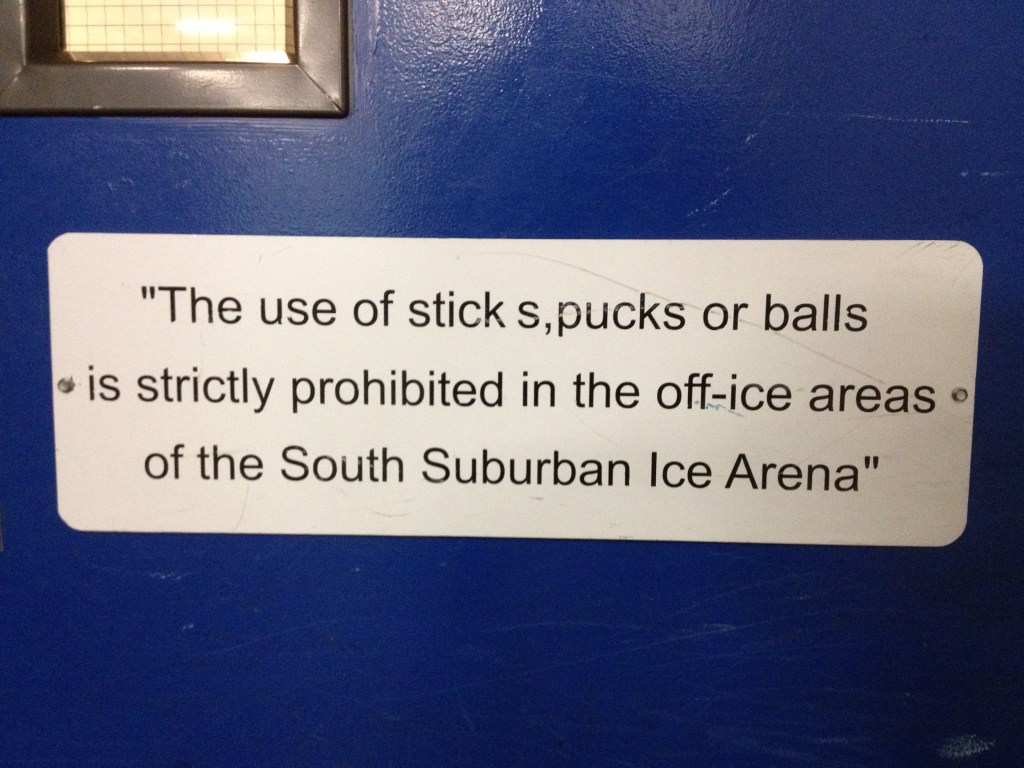 "The use of stick s,pucks or balls
is strictly prohibited in the off-ice areas
of the South Suburban Ice Arena"